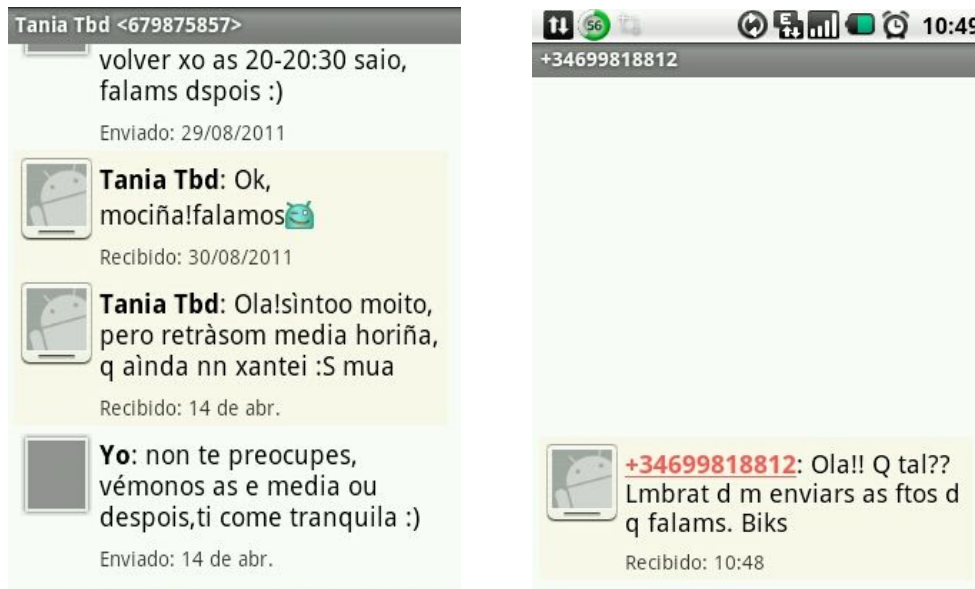 Tania Tbd <679875857>
volver xo as 20-20:30 saio,
falams dspois :)
Enviado: 29/08/2011
Tania Tbd: Ok,
mociña!falamos
Recibido: 30/08/2011
Tania Tbd: Ola!sìntoo moito,
pero retràsom media horiña,
q aìnda nn xantei :S mua
Recibido: 14 de abr.
Yo: non te preocupes,
vémonos as e media ou
despois,ti come tranquila :)
Enviado: 14 de abr.
56
E
10:49
+34699818812
+34699818812: Ola!! Q tal??
Lmbrat d m enviars as ftos d
q falams. Biks
Recibido: 10:48